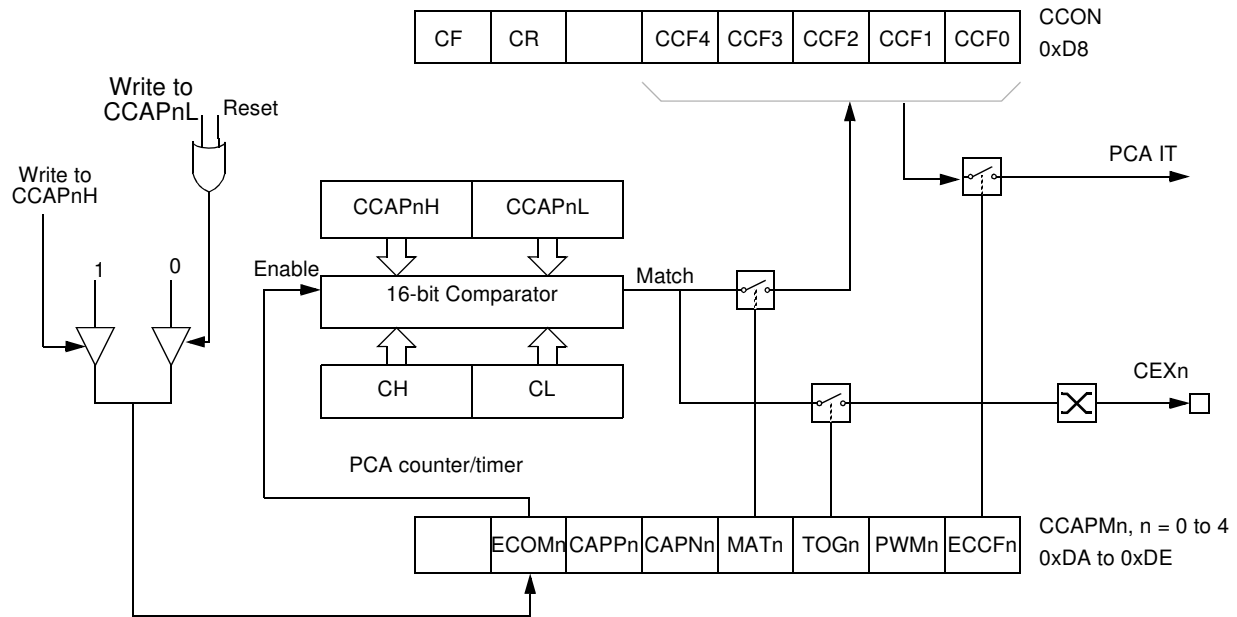 CF CR CCF4 CCF3 CCF2 CCF1 CCF0
CCON
0xD8
Write to
CCAPnL
Reset
PCA IT
Write to
CCAPnH
CCAPnH CCAPnL
1
0
Enable
16-bit Comparator
Match
CH CL
CEXn
PCA counter/timer
ECOMn CAPPn CAPNn MATn TOGn PWMn ECCFn
CCAPMn, n = 0 to 4
0xDA to 0xDE